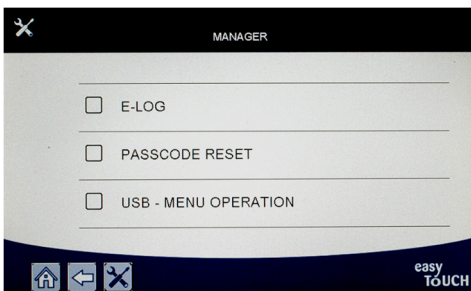 MANAGER
E-LOG
PASSCODE RESET
USB - MENU OPERATION
easy
TOUCH